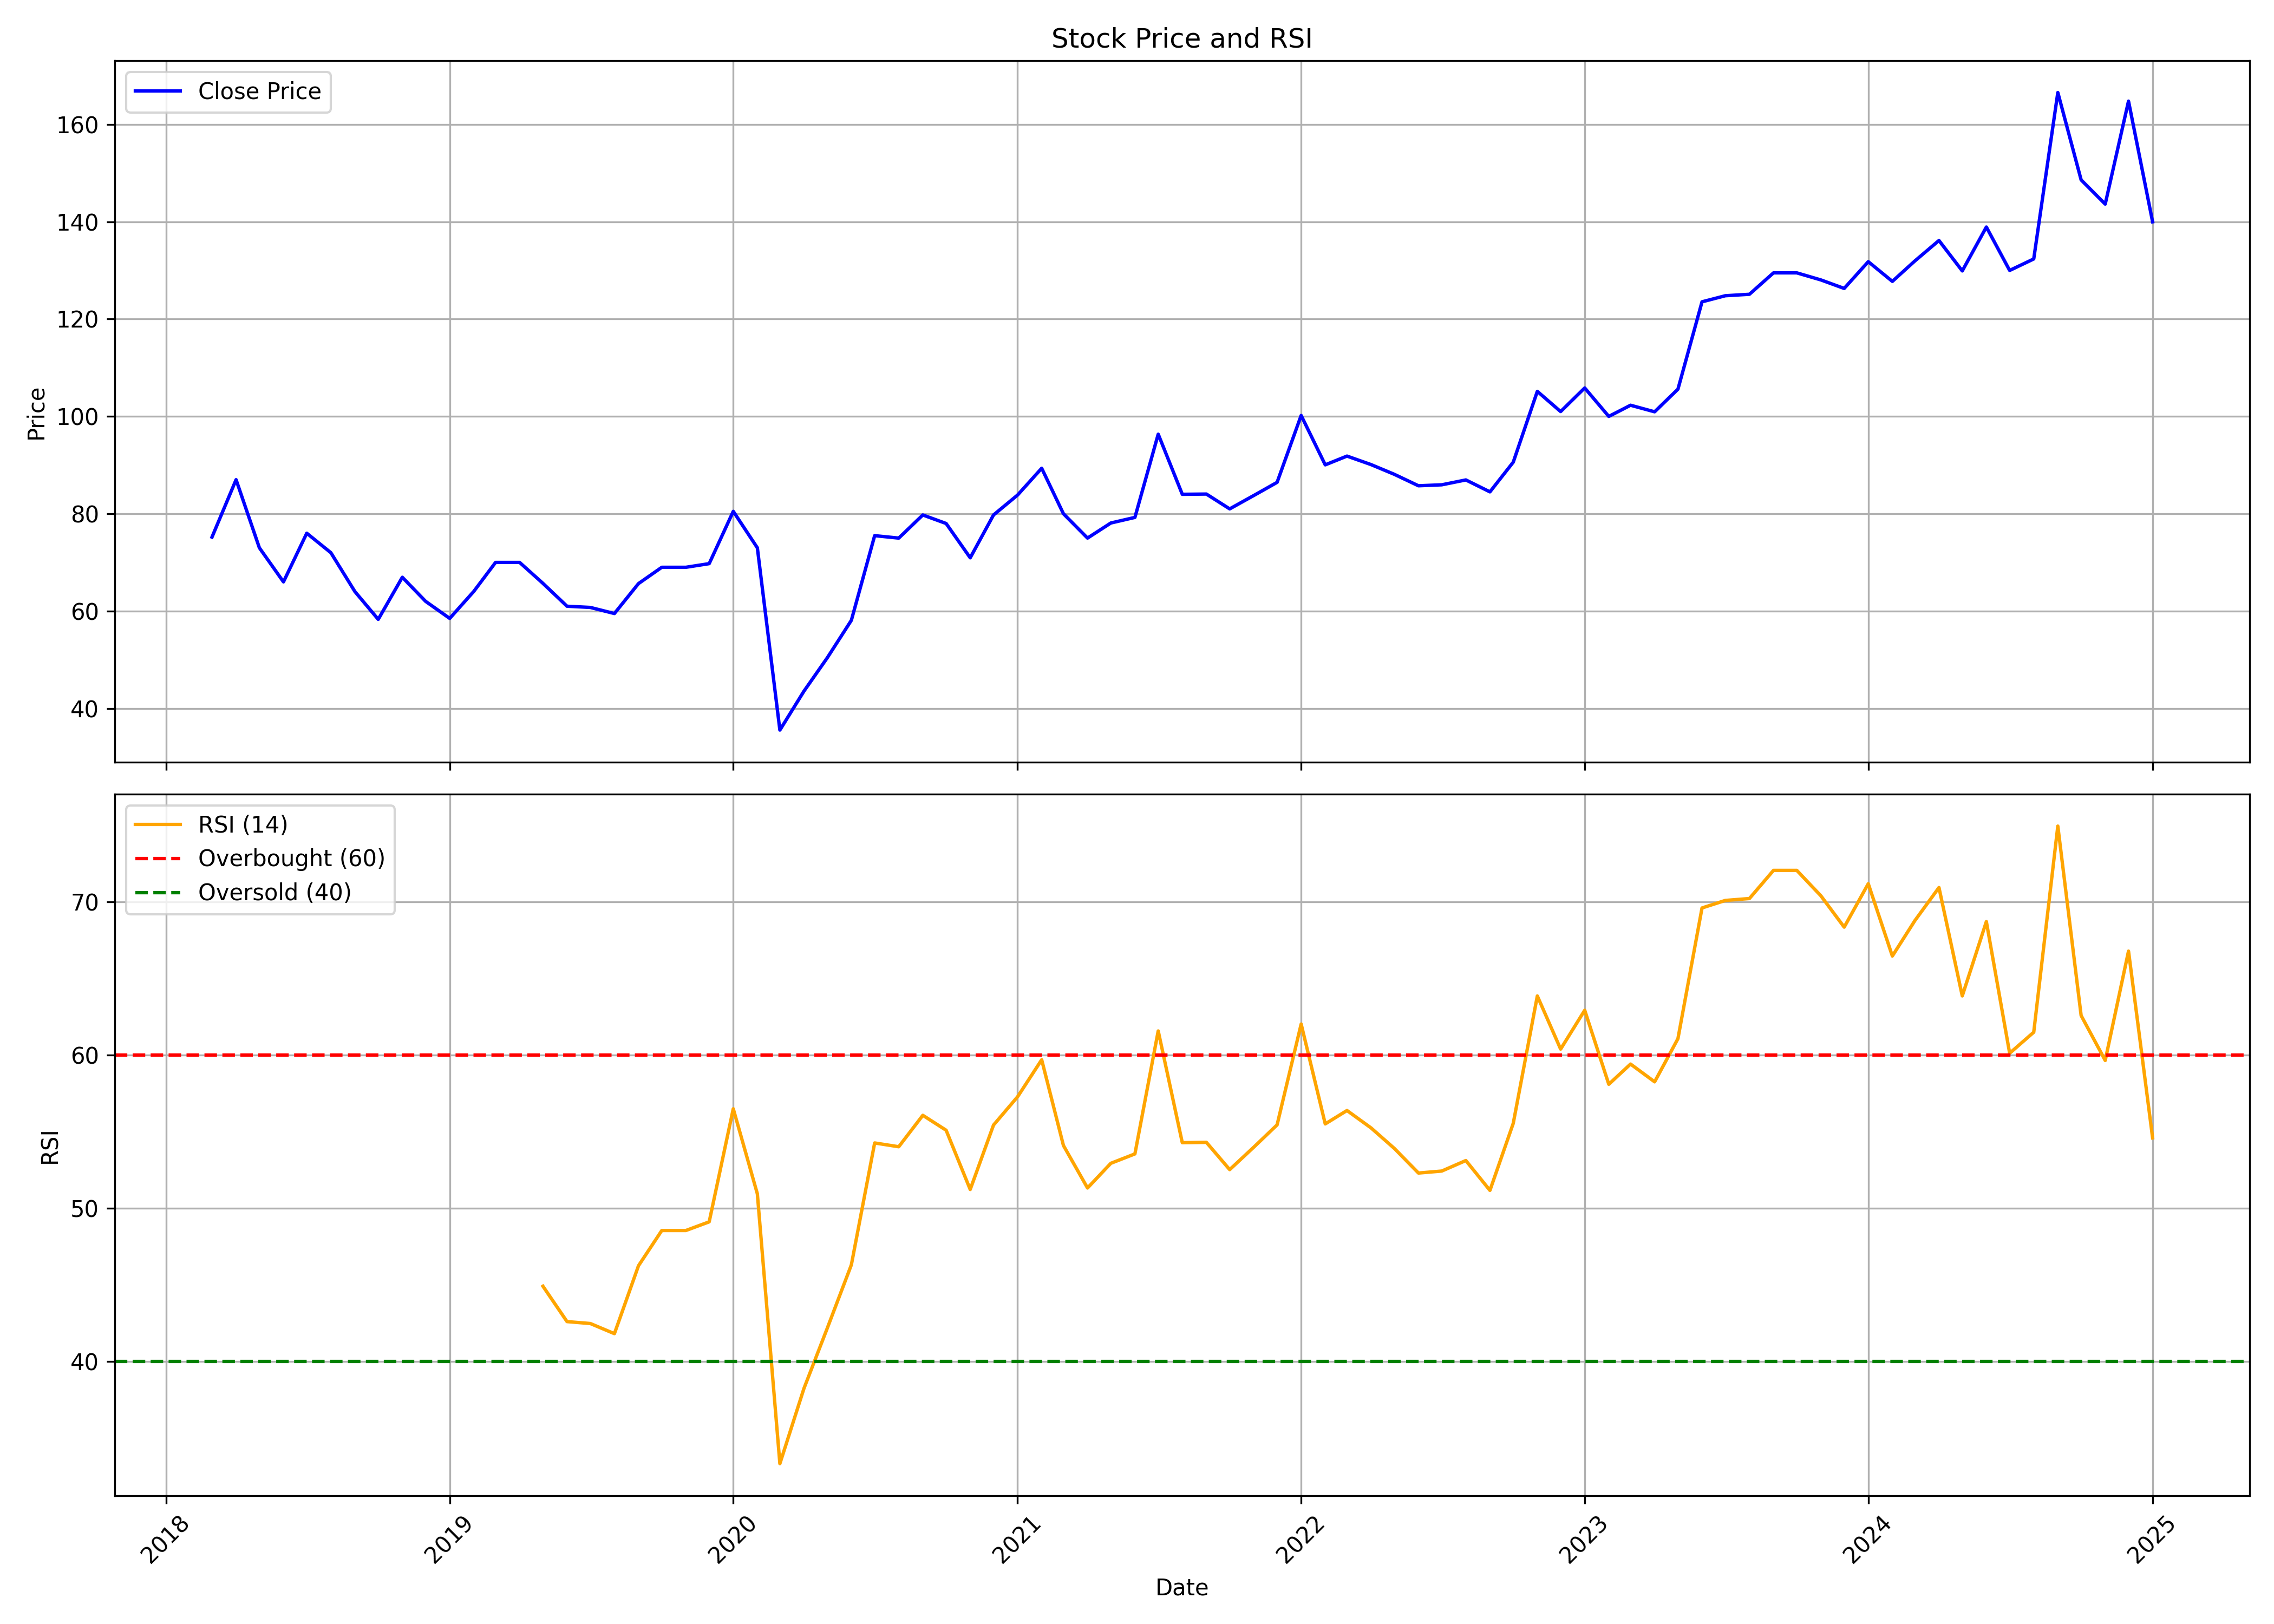 Stock Price and RSI
Close Price
160
140
120
100
80
60
40
Price
RSI (14)
Overbought (60)
Oversold (40)
70
60
50
40
RSI
2018
2019
2020
2021
2022
2023
2024
2025
Date